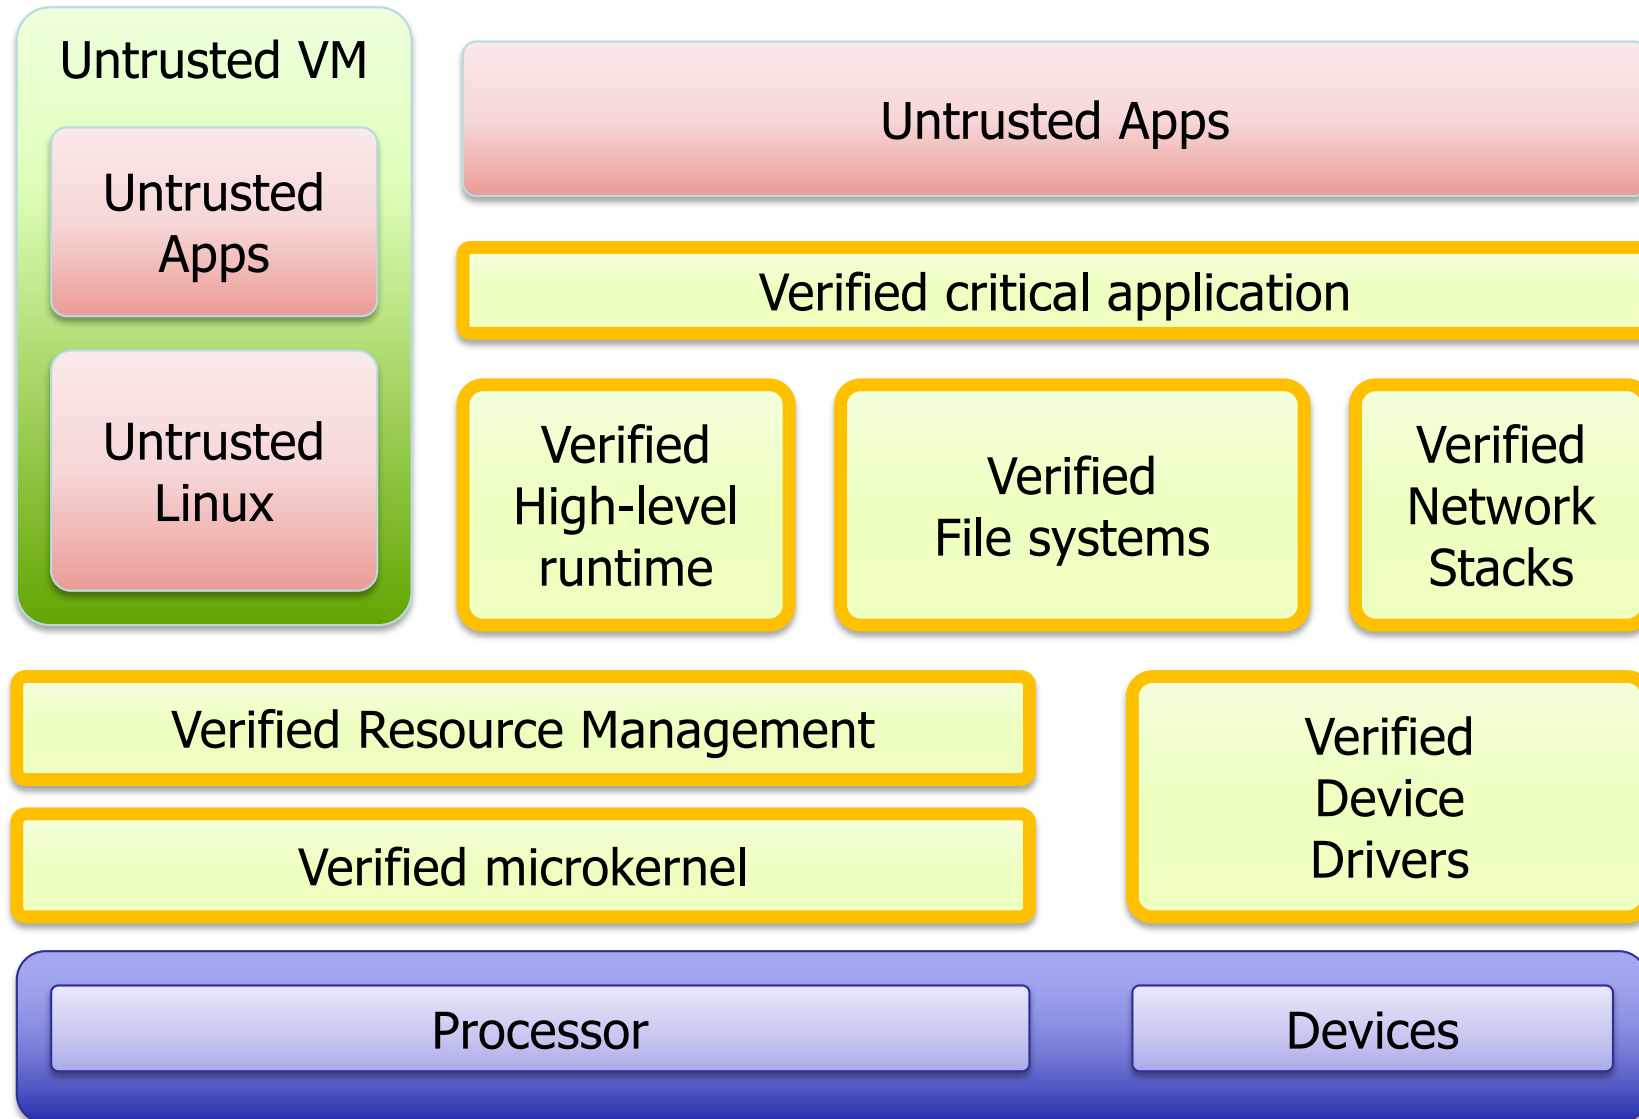 Untrusted VM
Untrusted
Apps
Untrusted
Linux
Untrusted Apps
Verified critical application
Verified
High-level
runtime
Verified
File systems
Verified
Network
Stacks
Verified Resource Management
Verified microkernel
Verified
Device
Drivers
Processor
Devices